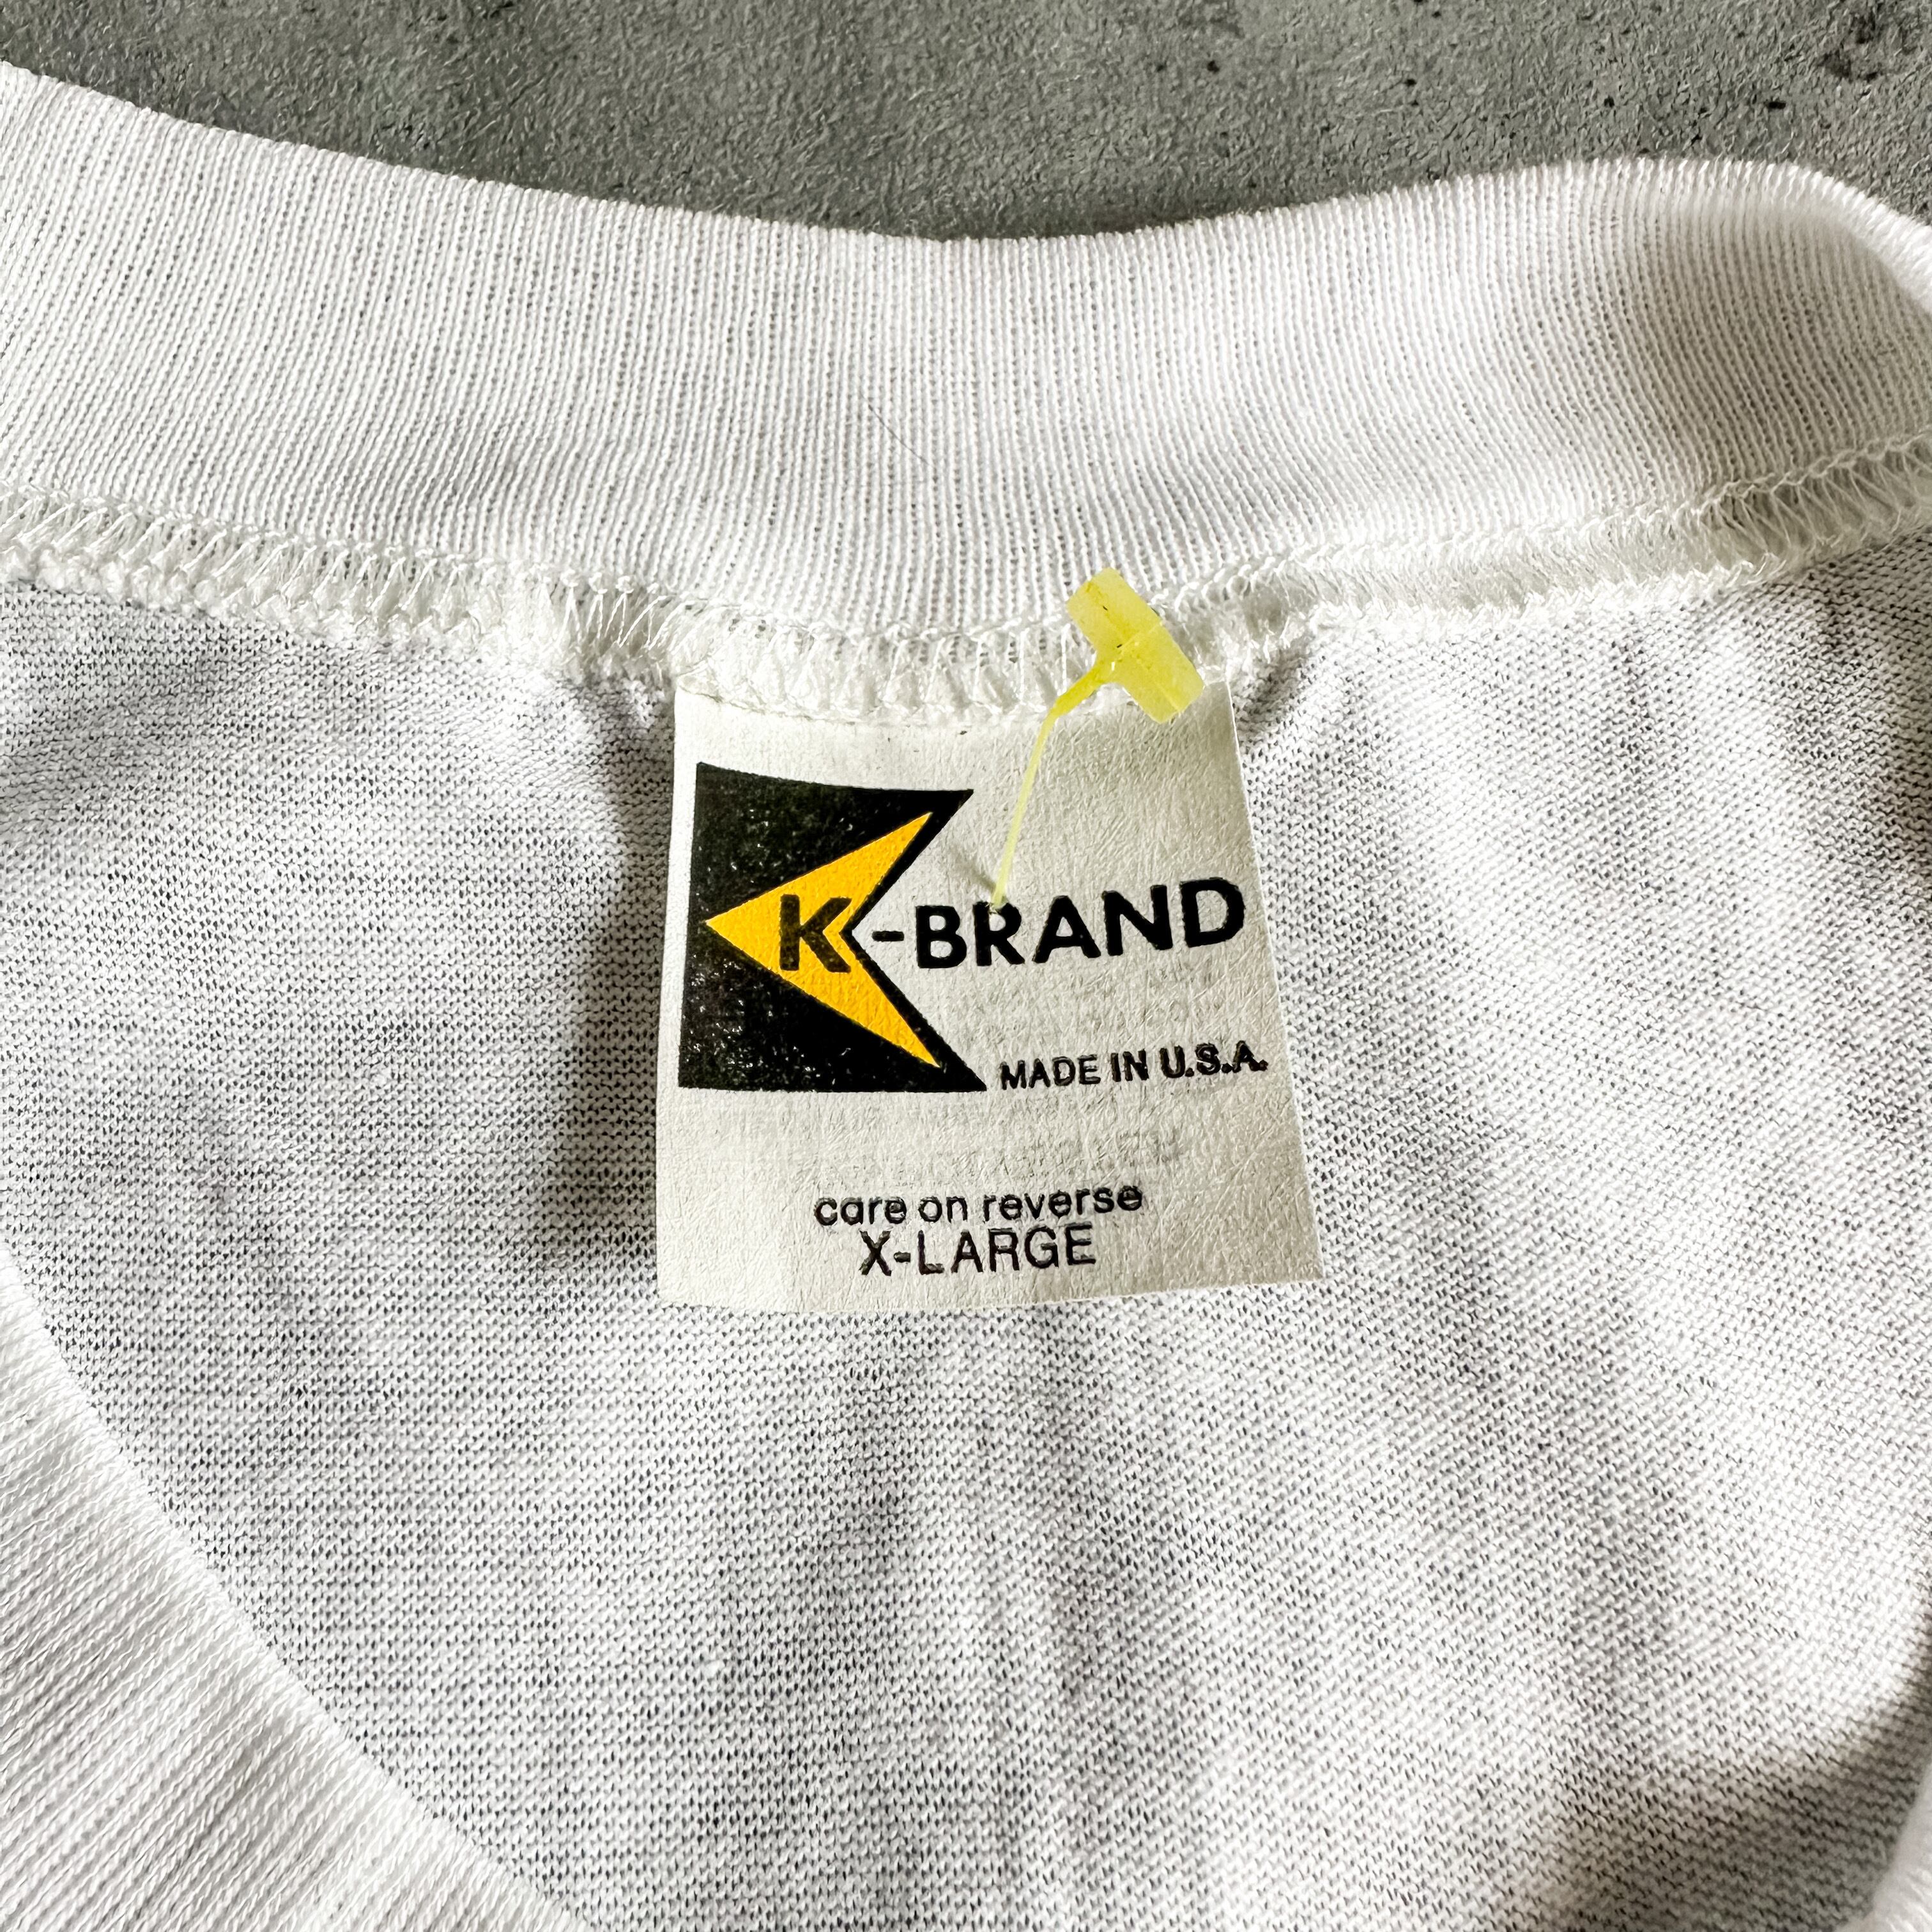 K-BRAND
MADE IN U.S.A.
care on reverse
X-LARGE